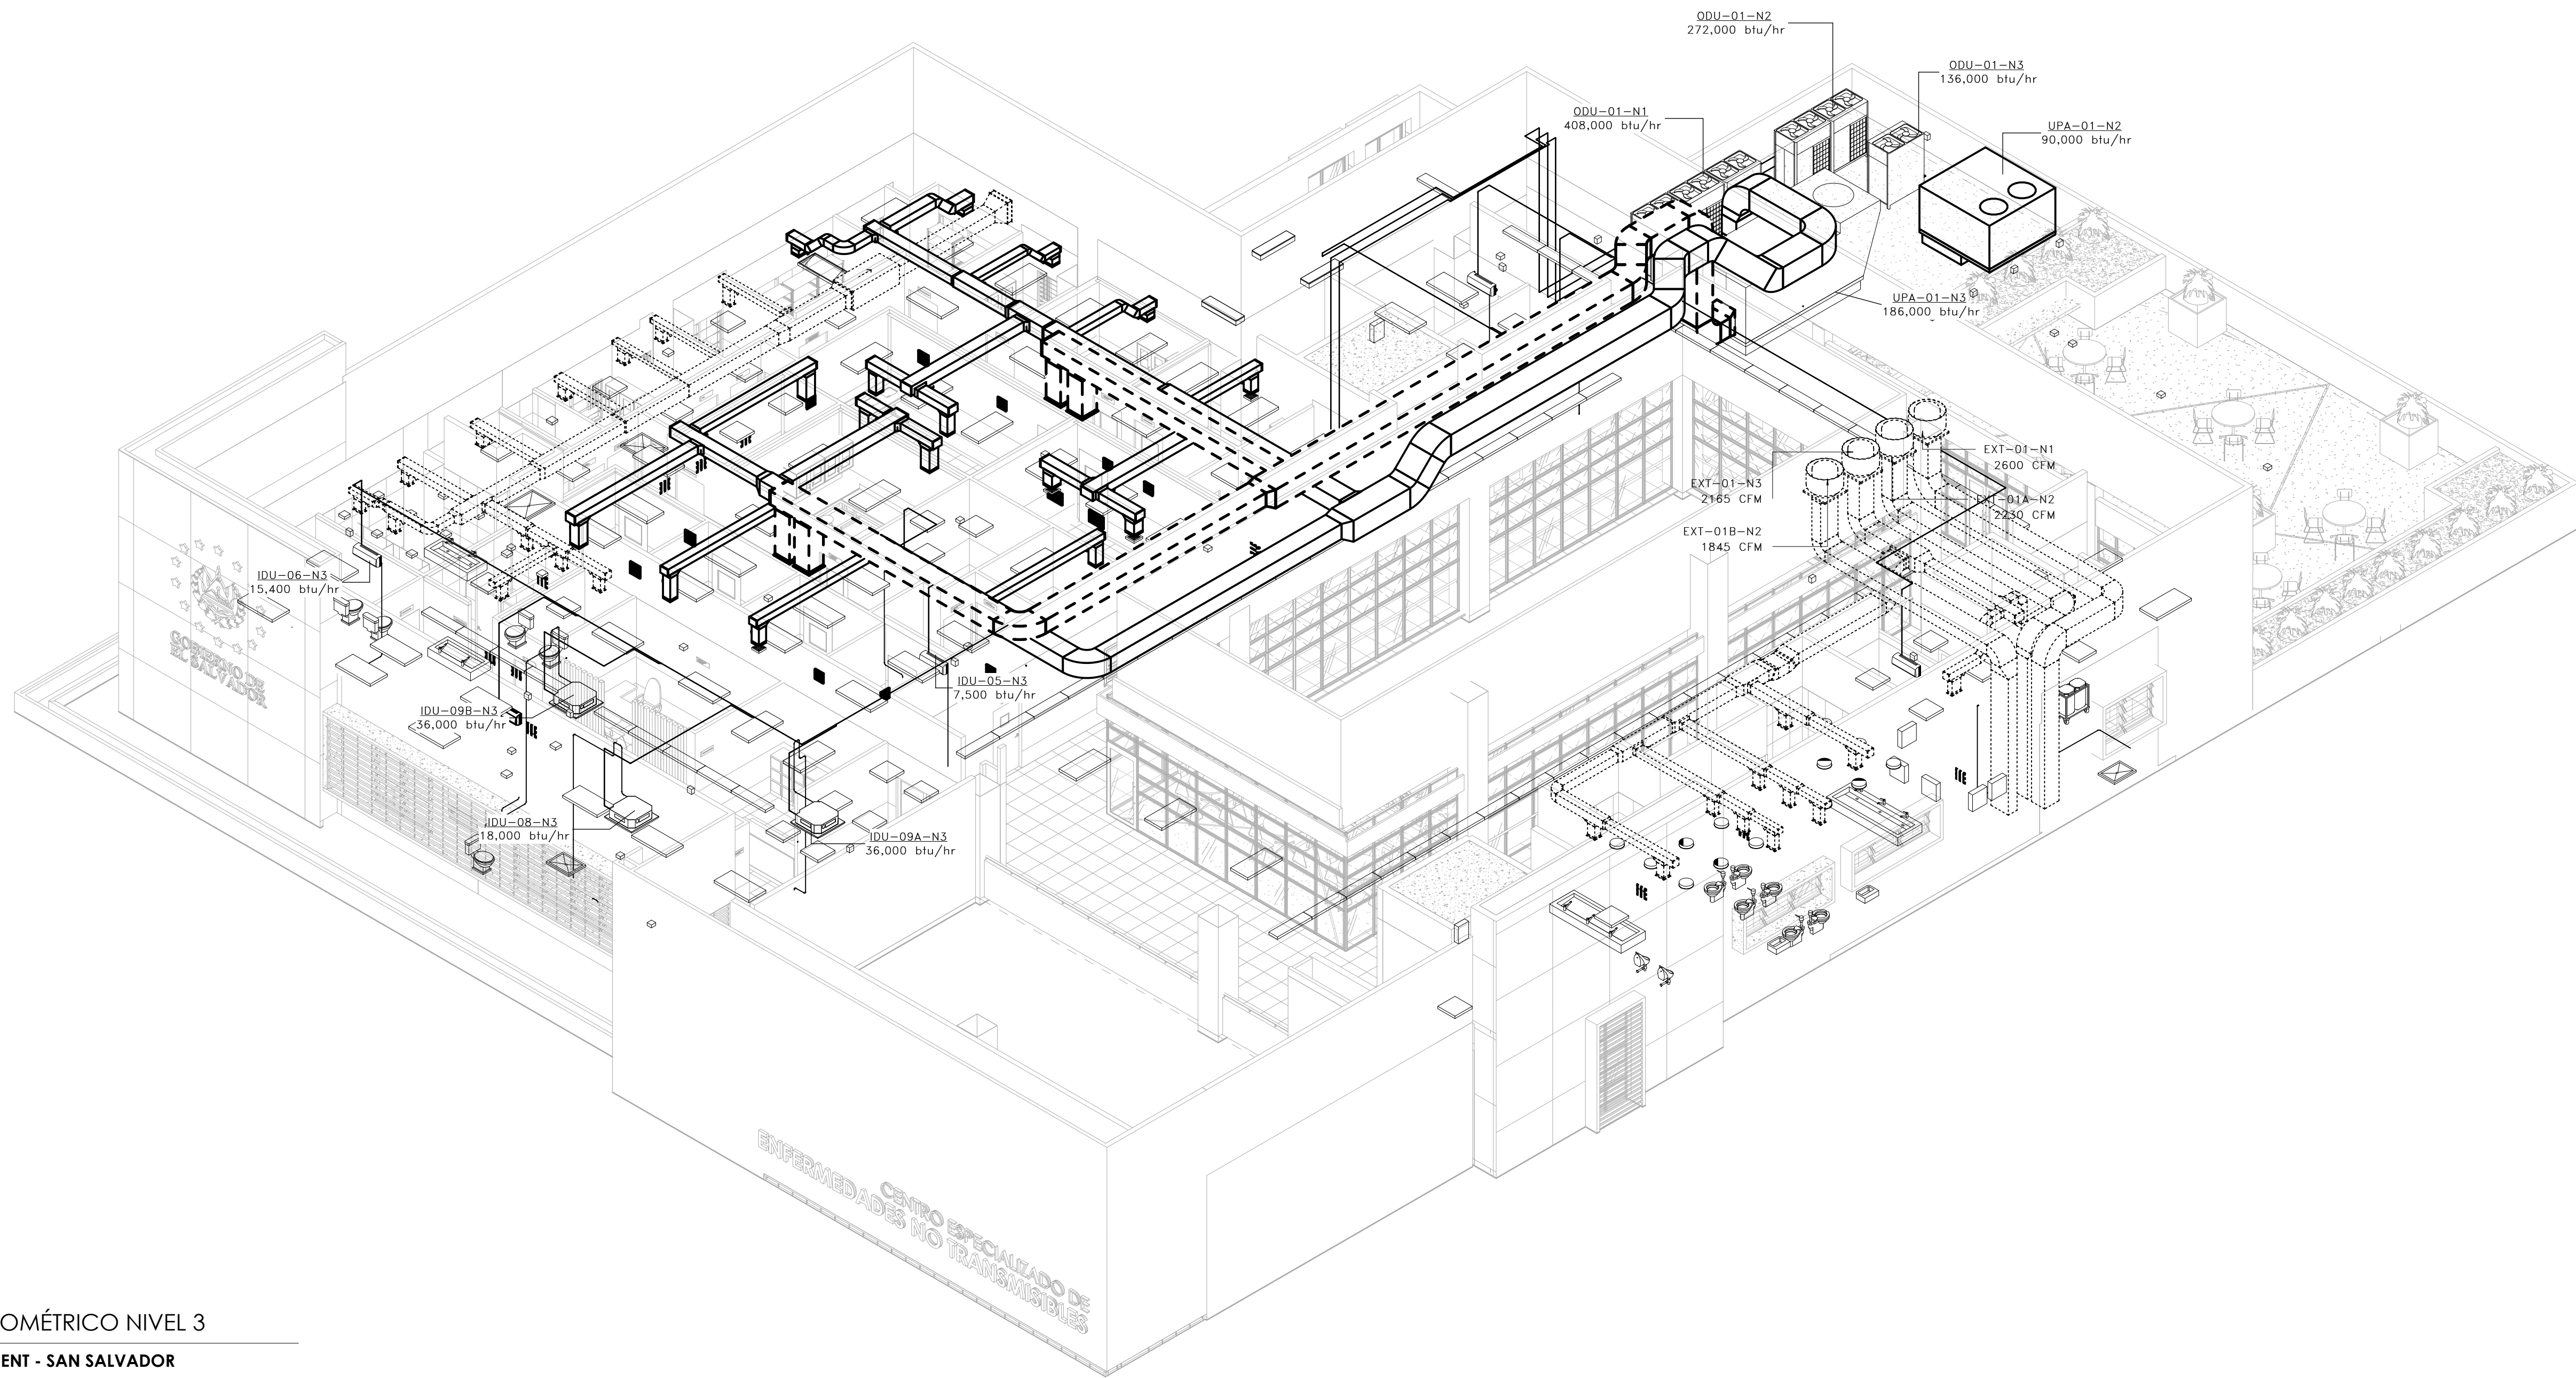 ODU-01-N2
272,000 btu/hr
ODU-01-N3
136,000 btu/hr
ODU-01-N1
408,000 btu/hr
UPA-01-N2
90,000 btu/hr
UPA-01-N3
186,000 btu/hr
EXT-01-N1
2600 CFM
EXT-01-N3
2165 CFM
EXT-01A-N2
2230 CFM
EXT-01B-N2
1845 CFM
IDU-06-N3
15,400 btu/hr
GOBIERNO DE
EL SALVADOR
IDU-05-N3
7,500 btu/hr
IDU-09B-N3
36,000 btu/hr
IDU-08-N3
18,000 btu/hr
IDU-09A-N3
36,000 btu/hr
CENTRO ESPECIALIZADO DE
ENFERMEDADES NO TRANSMISIBLES
OMÉTRICO NIVEL 3
ENT - SAN SALVADOR